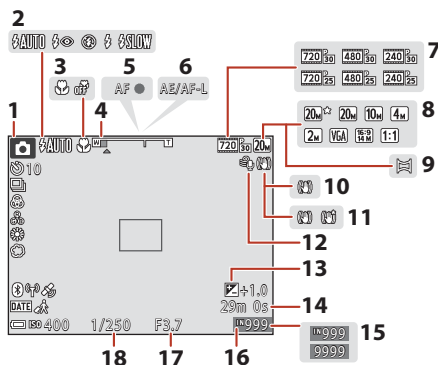 2
AUTO SLOW
3
OFF
5 6
AF AE/AF-L
7
720 P 30 480 P 30 240 P 30
720 P 25 480 P 25 240 P 25
8
20M 20M 10M 4M
2M VGA 16:9 14M 1:1
9
1 4
AUTO W T 720 P 30 20M
10
10
11
12
13
+1.0
14
29m 0s
DATE
ISO 400 1/250 F3.7 IN 999
15
IN 999
9999
18 17 16